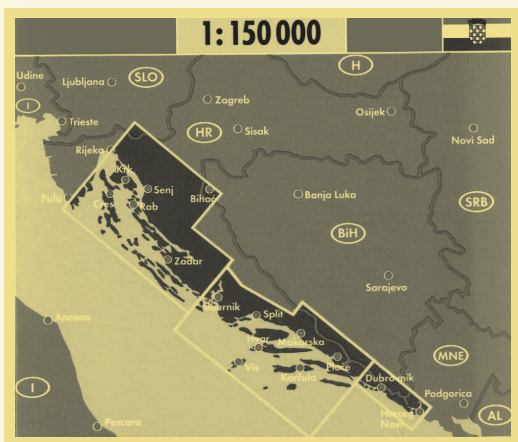 1:150 000
H
Udine
Ljubljana
SLO
Zagreb
Osijek
I
Trieste
HR
Sisak
Novi Sad
Rijeka
Krk
Senj
Pula
Cres
Rab
Bihać
Banja Luka
SRB
BiH
Zadar
Sarajevo
Šibernik
Split
Ancona
Hvar
Makarska
Vis
Ploče
MNE
Korčula
Dubrovnik
I
Podgorica
Herceg
Novi
AL
Pescara